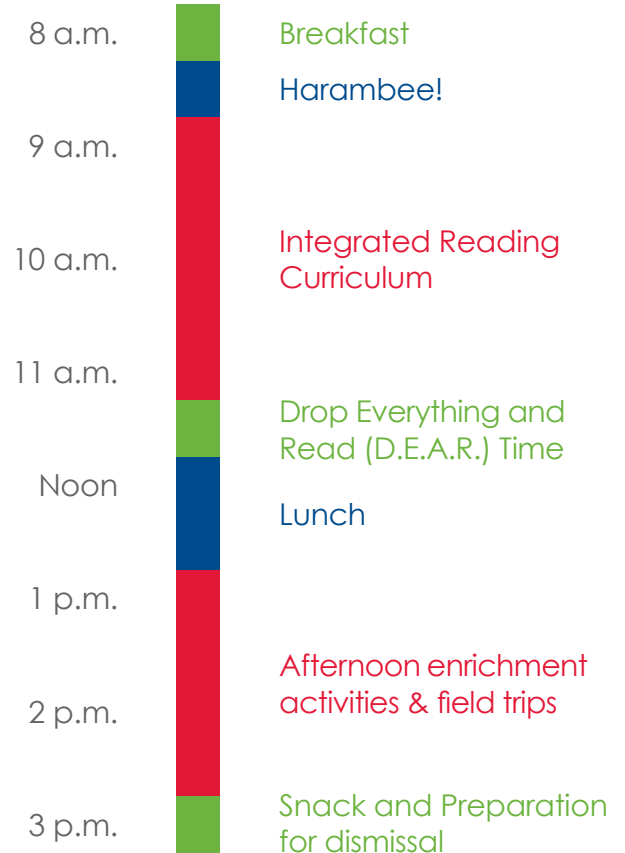 8 a.m.
Breakfast
Harambee!
9 a.m.
Integrated Reading
Curriculum
10 a.m.
11 a.m.
Drop Everything and
Read (D.E.A.R.) Time
Noon
Lunch
1 p.m.
Afternoon enrichment
activities & field trips
2 p.m.
Snack and Preparation
for dismissal
3 p.m.